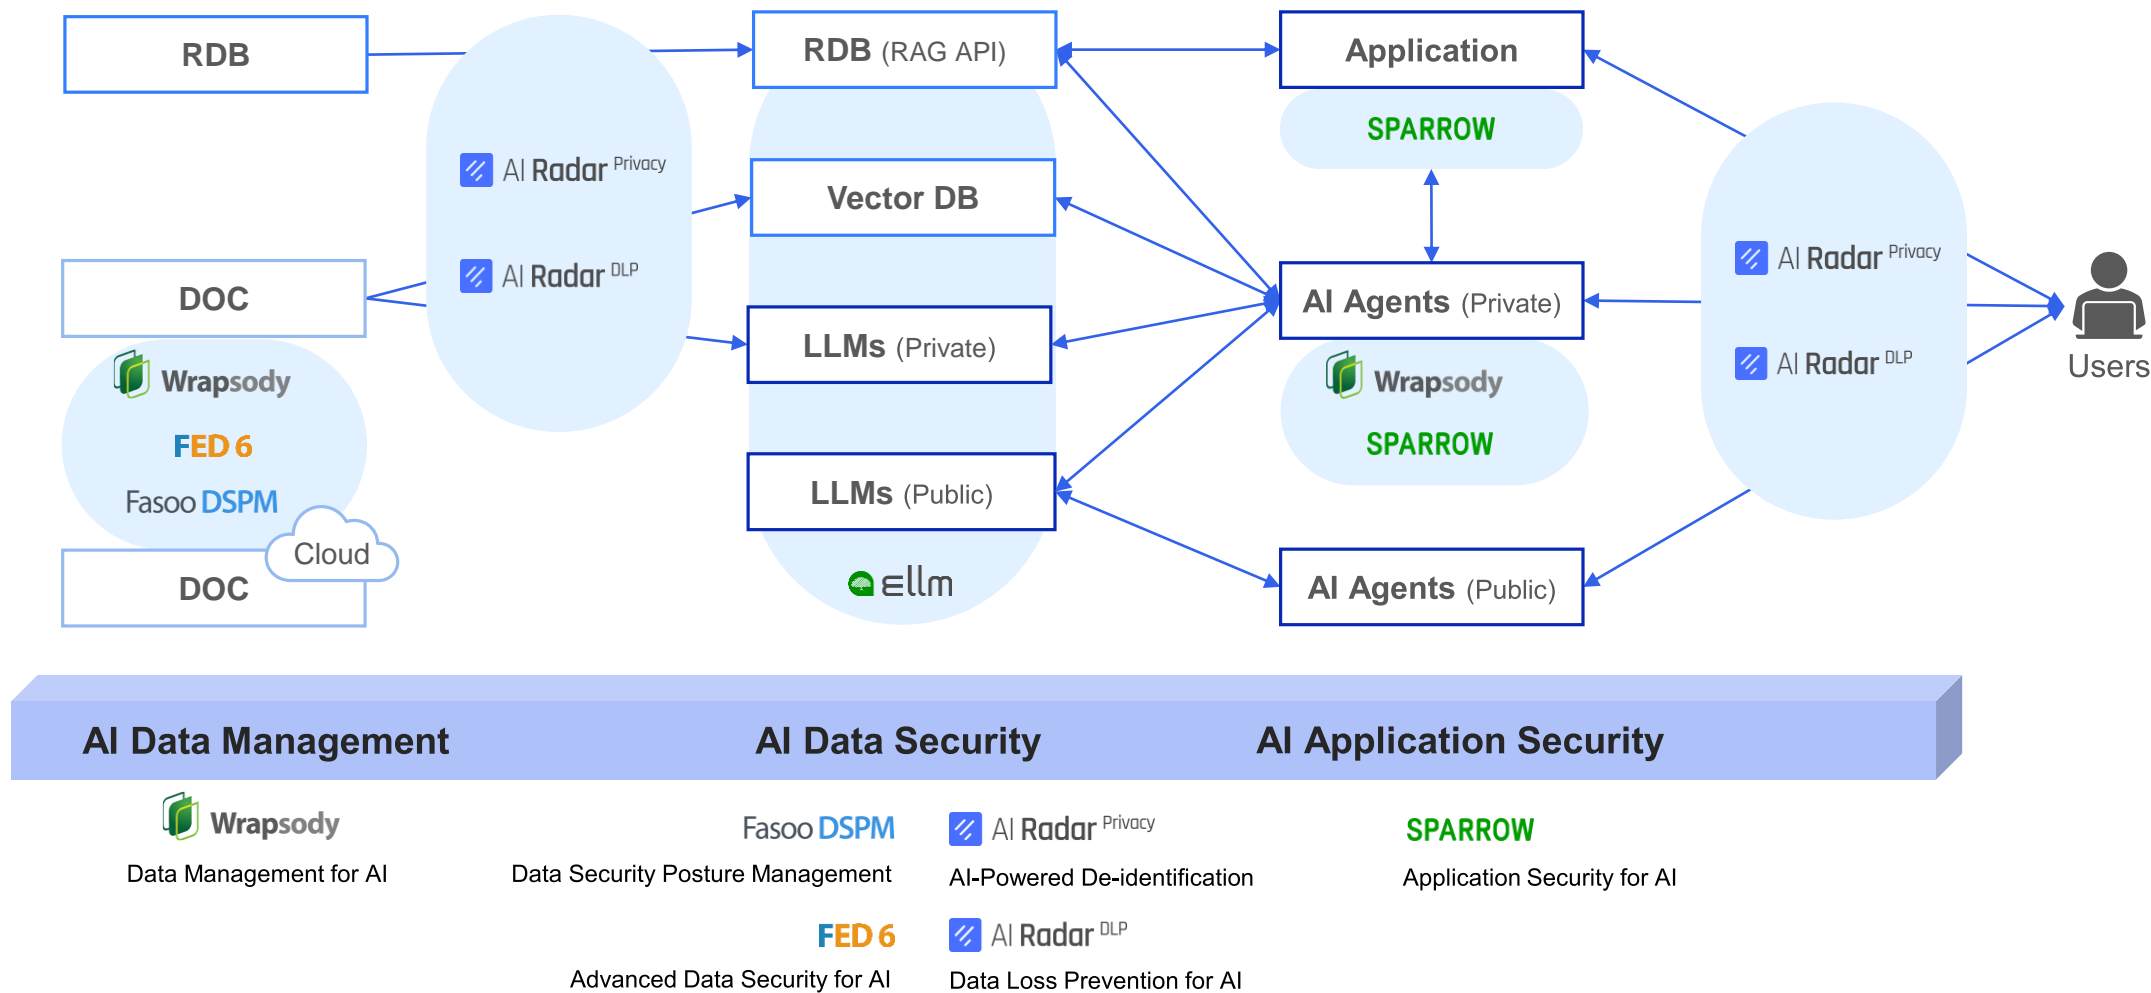 RDB
RDB (RAG API)
Application
SPARROW
AI Radar Privacy
Vector DB
AI Radar DLP
DOC
LLMs (Private)
AI Agents (Private)
AI Radar Privacy
AI Radar DLP
Users
Wrapsody
FED 6
Fasoo DSPM
Cloud
DOC
Wrapsody
SPARROW
LLMs (Public)
ellm
AI Agents (Public)
AI Data Management
AI Data Security
AI Application Security
Wrapsody
Data Management for AI
Fasoo DSPM
Data Security Posture Management
AI Radar Privacy
AI-Powered De-identification
SPARROW
Application Security for AI
FED 6
Advanced Data Security for AI
AI Radar DLP
Data Loss Prevention for AI